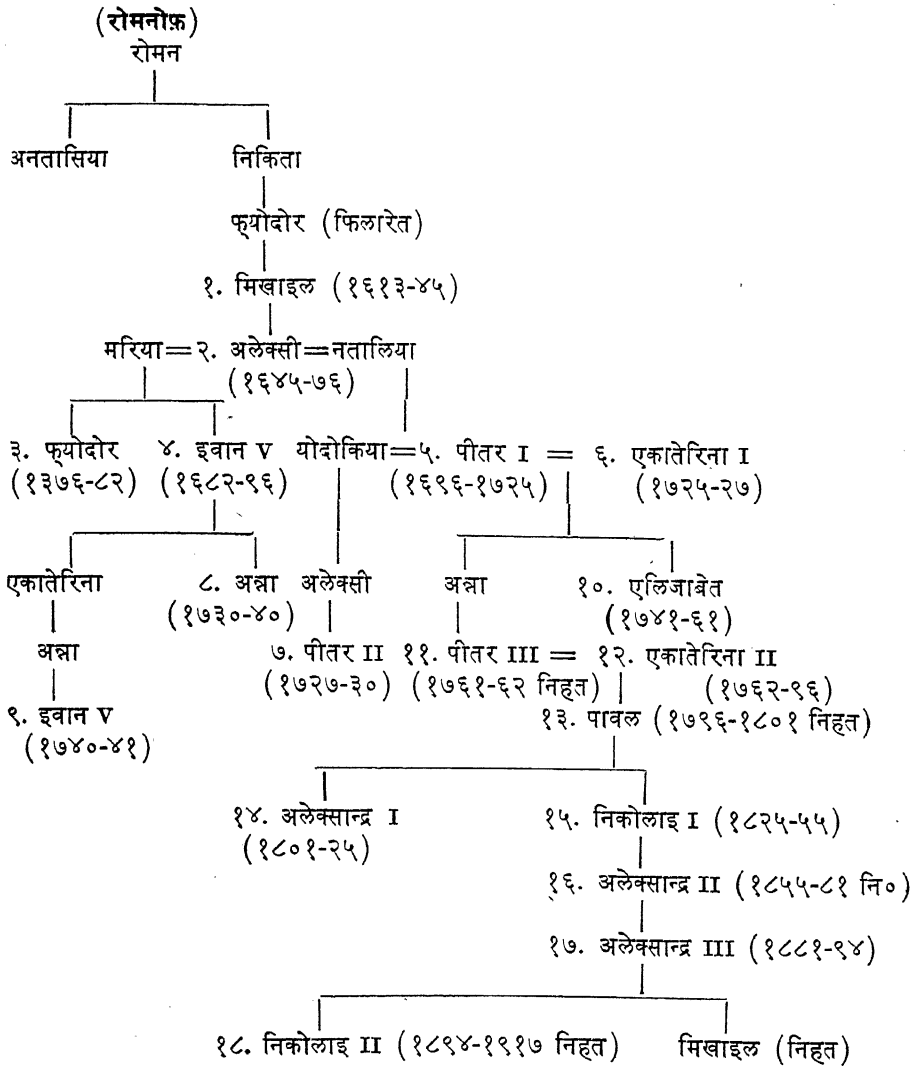 (रोमनोफ़)
रोमन
अनतासिया निकिता
फ्योदोर (फिलारेत)
१. मिखाइल (१६१३-४५)
मरिया=२. अलेक्सी=नतालिया
(१६४५-७६)
३. फ्योदोर ४. इवान V योदोकिया=५. पीतर I = ६. एकातेरिना I
(१३७६-८२) (१६८२-९६) (१६९६-१७२५) (१७२५-२७)
एकातेरिना ८. अन्ना अलेक्सी अन्ना १०. एलिजाबेत
(१७३०-४०) (१७४१-६१)
अन्ना ७. पीतर II ११. पीतर III = १२. एकातेरिना II
(१७२७-३०) (१७६१-६२ निहत) (१७६२-९६)
९. इवान V १३. पावल (१७९६-१८०१ निहत)
(१७४०-४१)
१४. अलेक्सान्द्र I १५. निकोलाइ I (१८२५-५५)
(१८०१-२५)
१६. अलेक्सान्द्र II (१८५५-८१ नि०)
१७. अलेक्सान्द्र III (१८८१-९४)
१८. निकोलाइ II (१८९४-१९१७ निहत) मिखाइल (निहत)